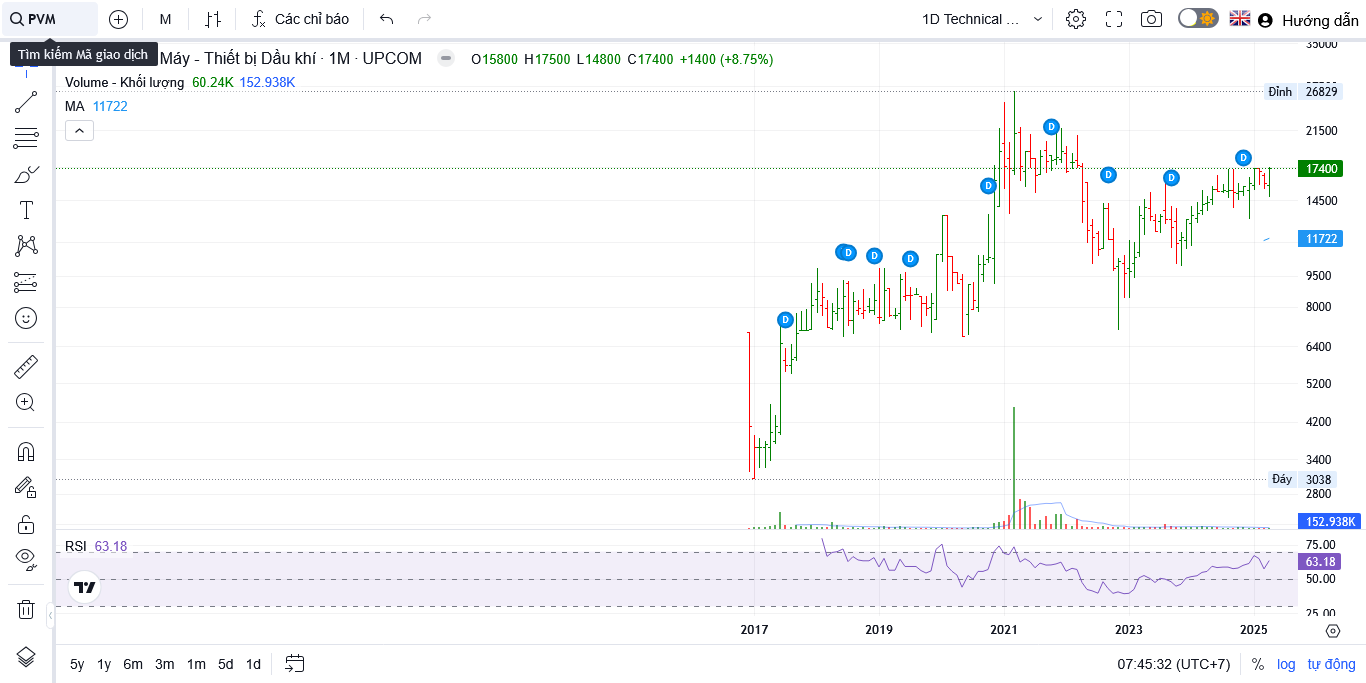 PVM
M
Các chỉ báo
1D Technical ...
Hướng dẫn
Tìm kiếm Mã giao dịch
Máy - Thiết bị Dầu khí · 1M · UPCOM
O15800 H17500 L14800 C17400 +1400 (+8.75%)
Volume - Khối lượng 60.24K 152.938K
MA 11722
35000
Đỉnh 26829
21500
17400
14500
11722
9500
8000
6400
5200
4200
3400
Đáy 3038
2800
152.938K
D
D
D
D
D
D
D
D
D
RSI 63.18
75.00
63.18
50.00
25.00
2017 2019 2021 2023 2025
5y 1y 6m 3m 1m 5d 1d
07:45:32 (UTC+7) % log tự động